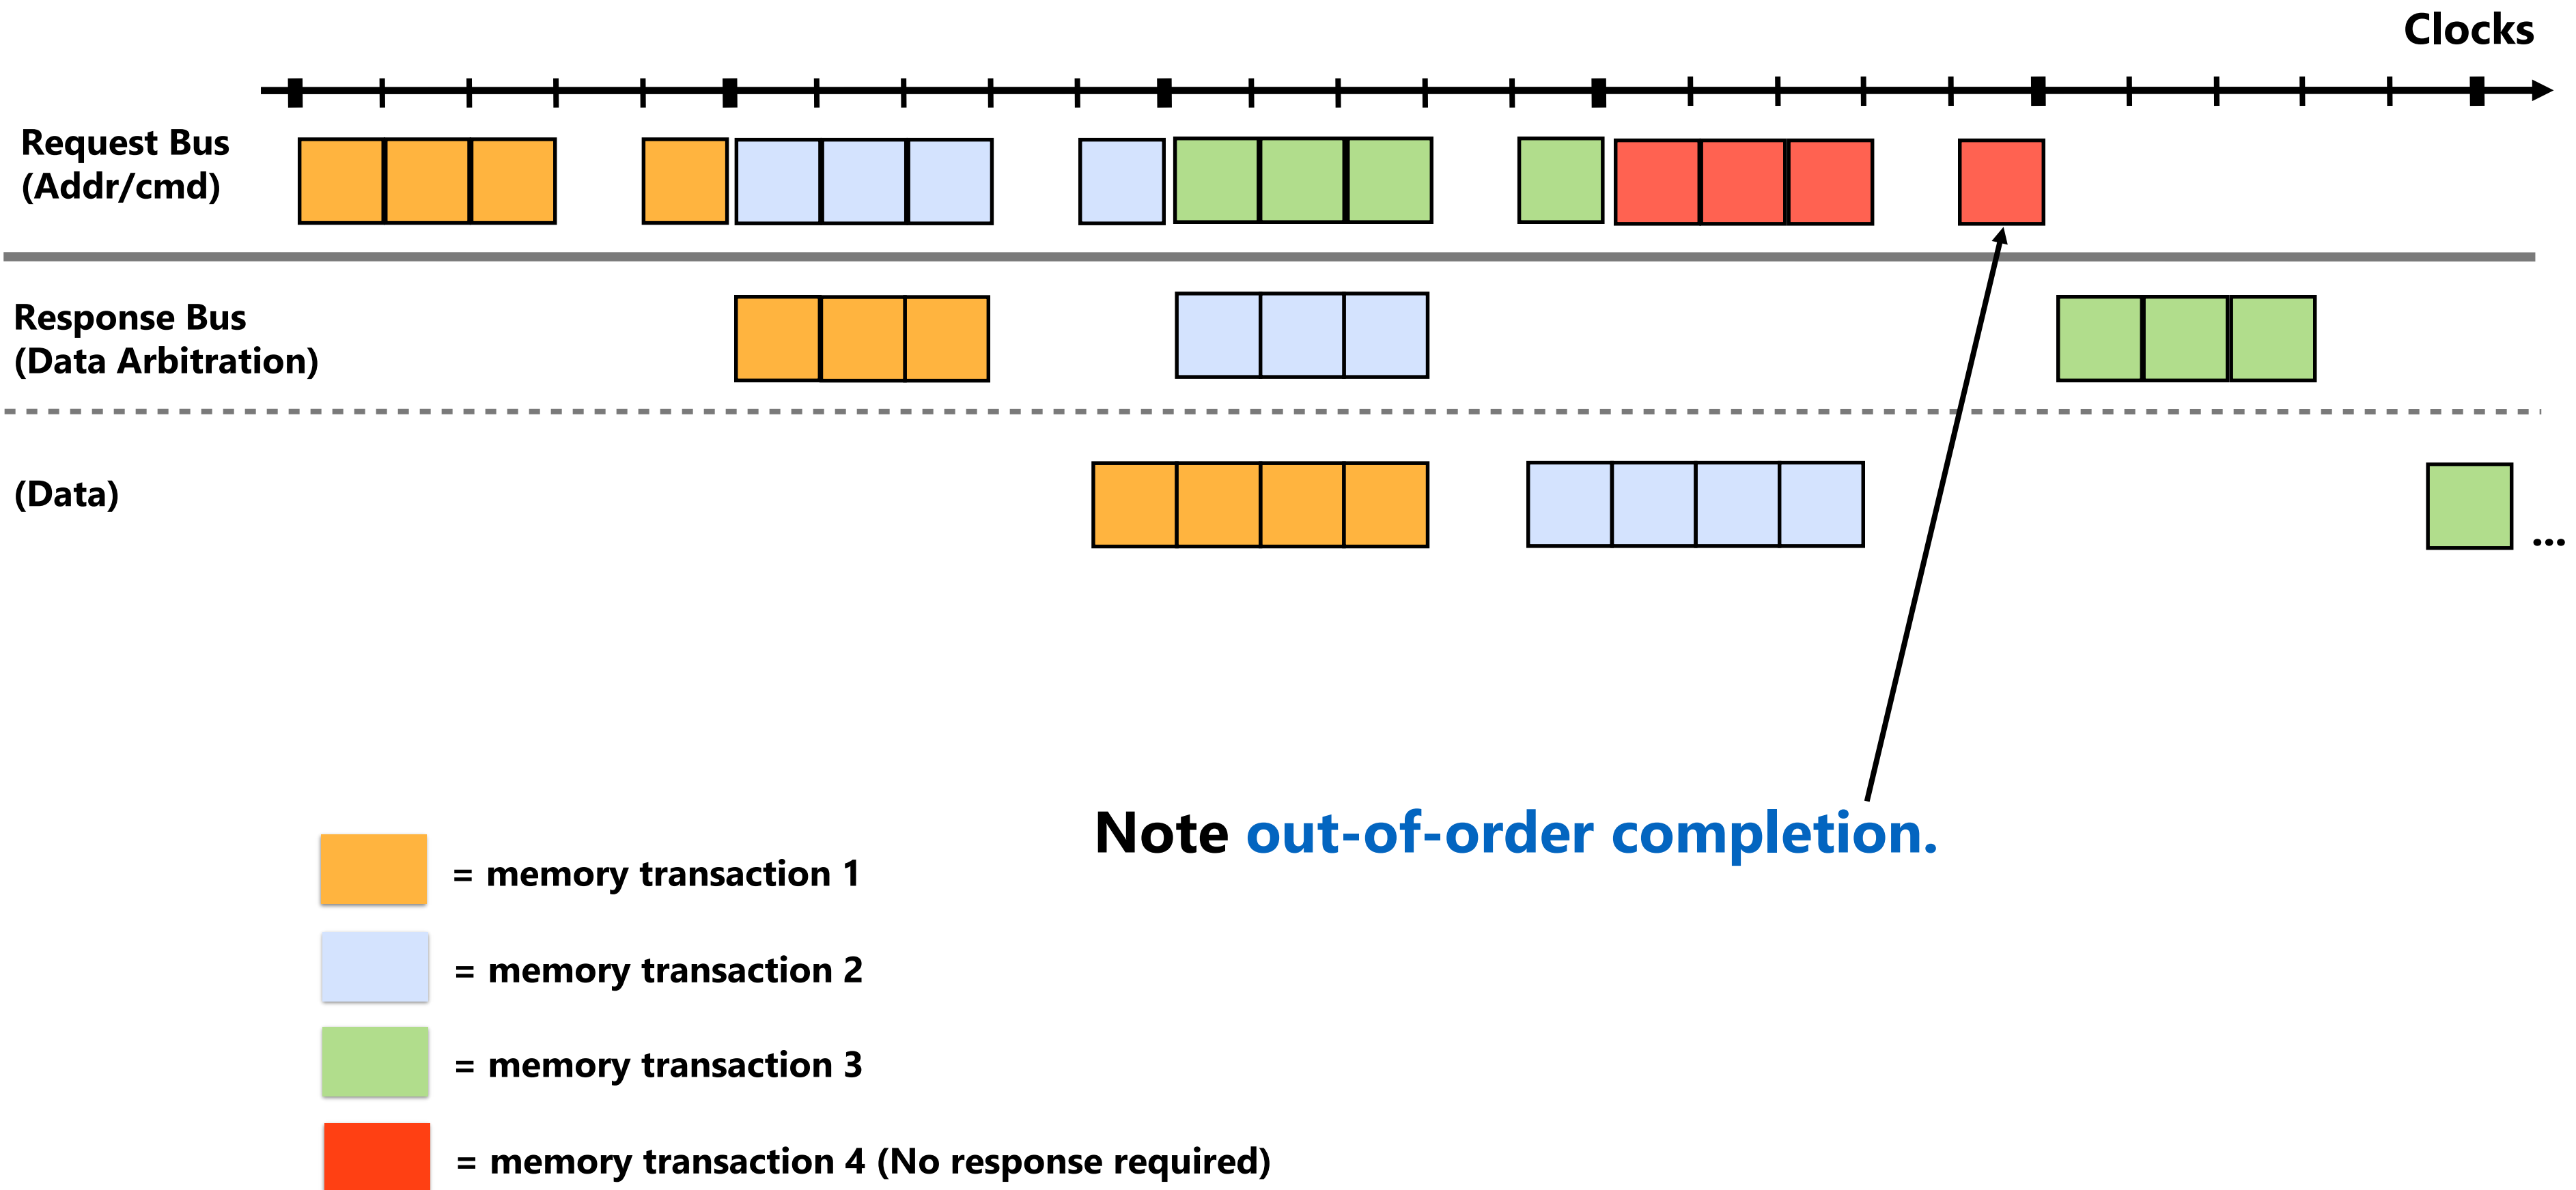 Clocks
Request Bus
(Addr/cmd)
Response Bus
(Data Arbitration)
(Data)
...
Note out-of-order completion.
= memory transaction 1
= memory transaction 2
= memory transaction 3
= memory transaction 4 (No response required)